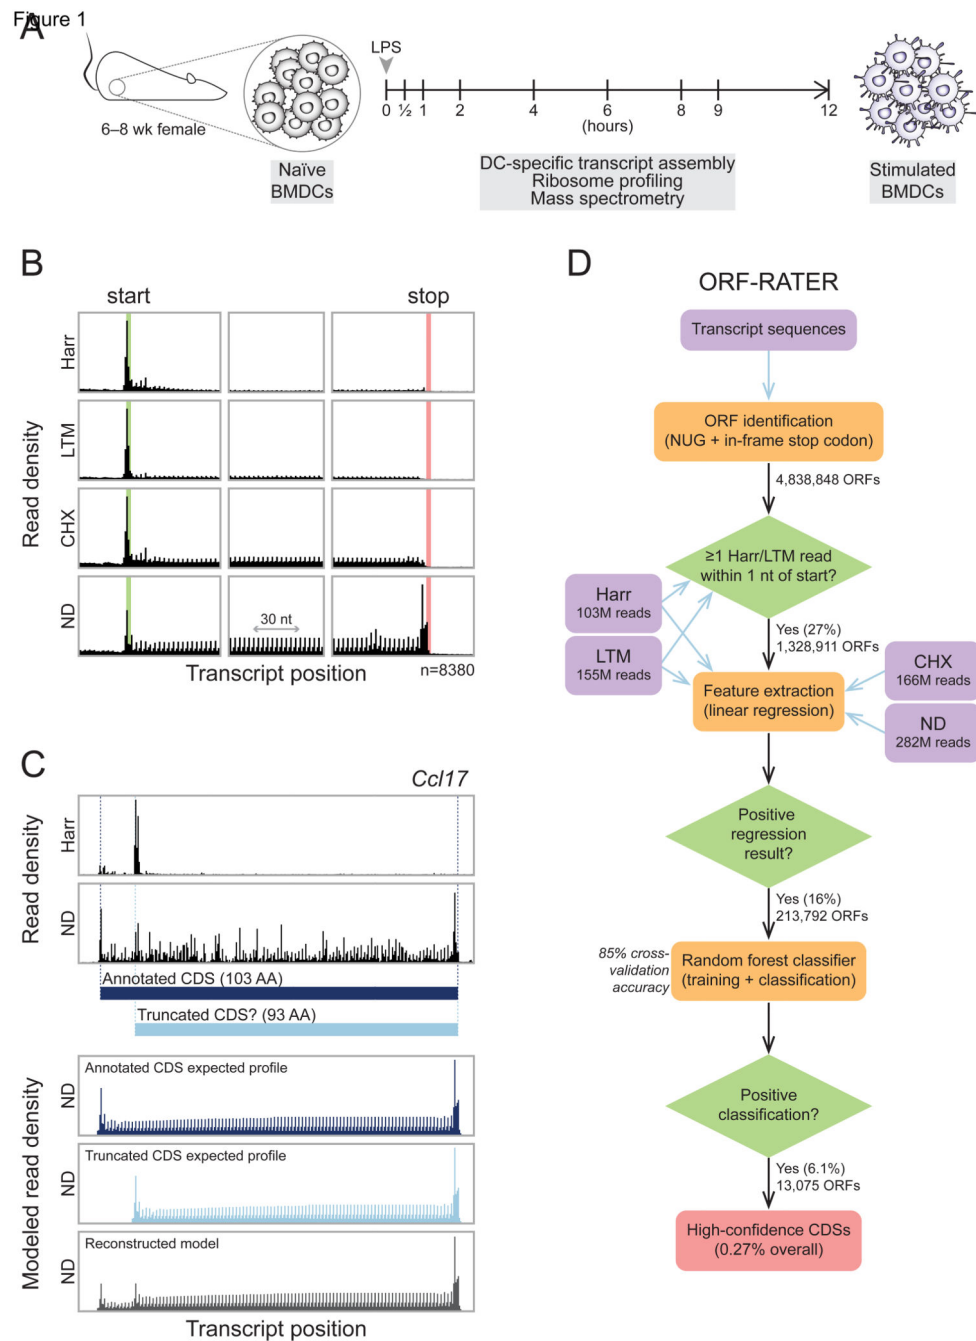 Figure 1
A
LPS
0 ½ 1 2 4 6 8 9 12
(hours)
6–8 wk female
Naïve
BMDCs
DC-specific transcript assembly
Ribosome profiling
Mass spectrometry
Stimulated
BMDCs
B
start
stop
Read density
Harr
LTM
CHX
ND
30 nt
Transcript position
n=8380
C
Ccl17
Read density
Harr
ND
Annotated CDS (103 AA)
Truncated CDS? (93 AA)
Modeled read density
ND
Annotated CDS expected profile
ND
Truncated CDS expected profile
ND
Reconstructed model
Transcript position
D
ORF-RATER
Transcript sequences
ORF identification
(NUG + in-frame stop codon)
4,838,848 ORFs
≥1 Harr/LTM read
within 1 nt of start?
Harr
103M reads
LTM
155M reads
Yes (27%)
1,328,911 ORFs
CHX
166M reads
Feature extraction
(linear regression)
ND
282M reads
Positive
regression
result?
Yes (16%)
213,792 ORFs
85% cross-
validation
accuracy
Random forest classifier
(training + classification)
Positive
classification?
Yes (6.1%)
13,075 ORFs
High-confidence CDSs
(0.27% overall)